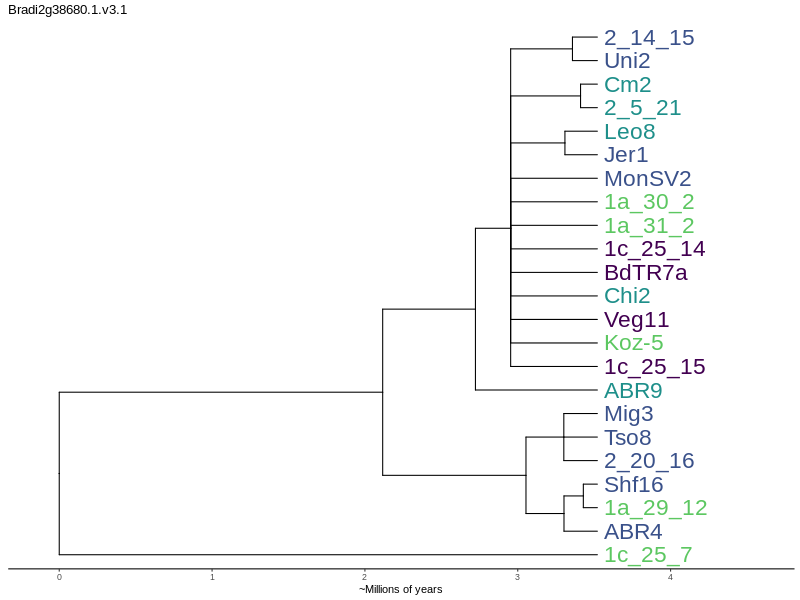 Bradi2g38680.1.v3.1
2_14_15
Uni2
Cm2
2_5_21
Leo8
Jer1
MonSV2
1a_30_2
1a_31_2
1c_25_14
BdTR7a
Chi2
Veg11
Koz-5
1c_25_15
ABR9
Mig3
Tso8
2_20_16
Shf16
1a_29_12
ABR4
1c_25_7
0 1 2 3 4
~Millions of years